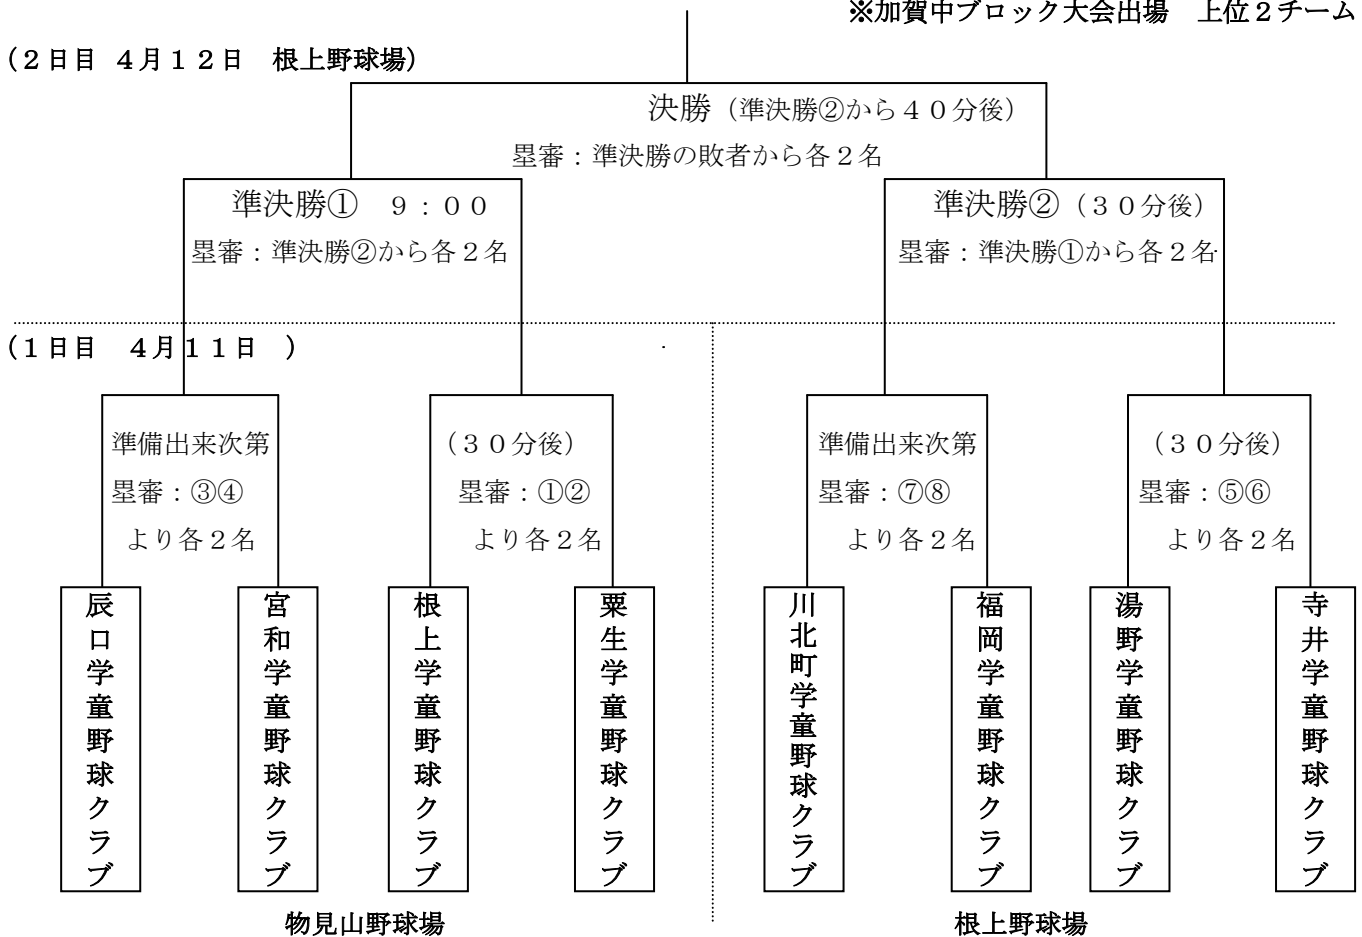 ※加賀中ブロック大会出場　上位２チーム
（２日目 ４月１２日　根上野球場）
決勝（準決勝②から４０分後）
塁審：準決勝の敗者から各２名
準決勝①　９：００
塁審：準決勝②から各２名
準決勝②（３０分後）
塁審：準決勝①から各２名
（１日目　４月１１日　）
準備出来次第
塁審：③④
より各２名
（３０分後）
塁審：①②
より各２名
準備出来次第
塁審：⑦⑧
より各２名
（３０分後）
塁審：⑤⑥
より各２名
辰口学童野球クラブ
宮和学童野球クラブ
根上学童野球クラブ
粟生学童野球クラブ
川北町学童野球クラブ
福岡学童野球クラブ
湯野学童野球クラブ
寺井学童野球クラブ
物見山野球場
根上野球場